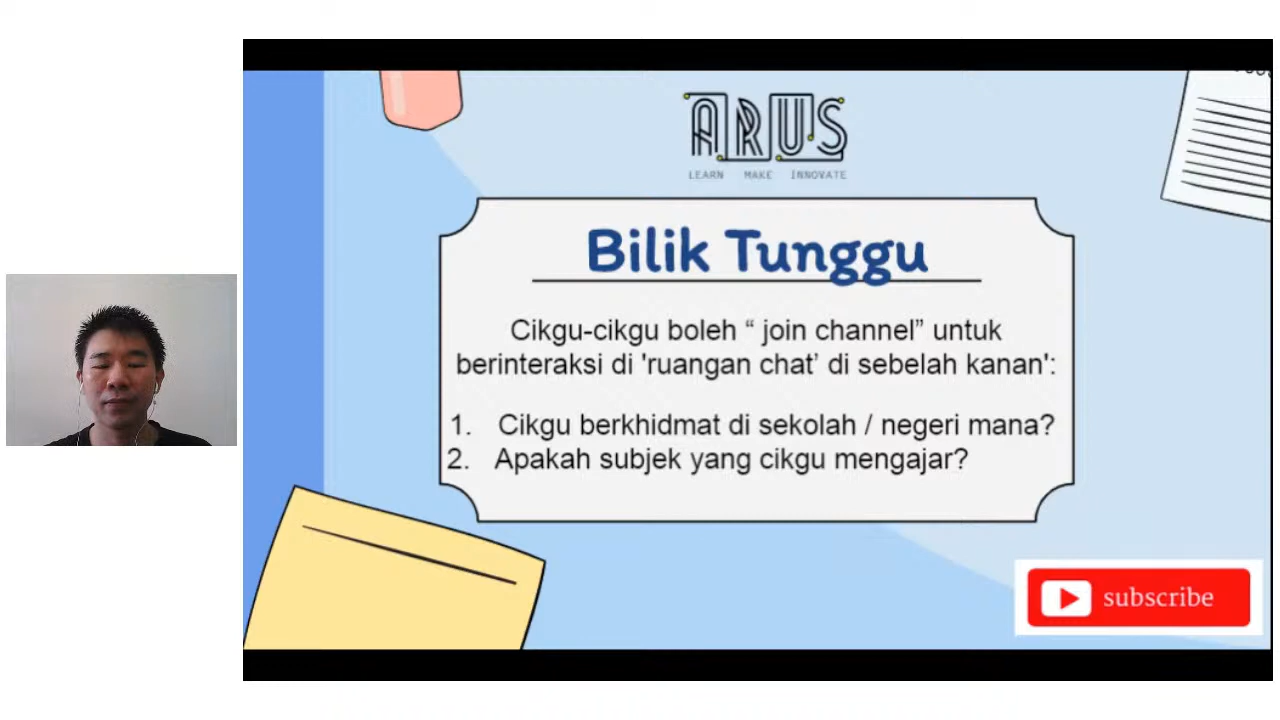 ARUS
LEARN MAKE INNOVATE
Bilik Tunggu
Cikgu-cikgu boleh “ join channel” untuk
berinteraksi di 'ruangan chat’ di sebelah kanan':
1. Cikgu berkhidmat di sekolah / negeri mana?
2. Apakah subjek yang cikgu mengajar?
subscribe